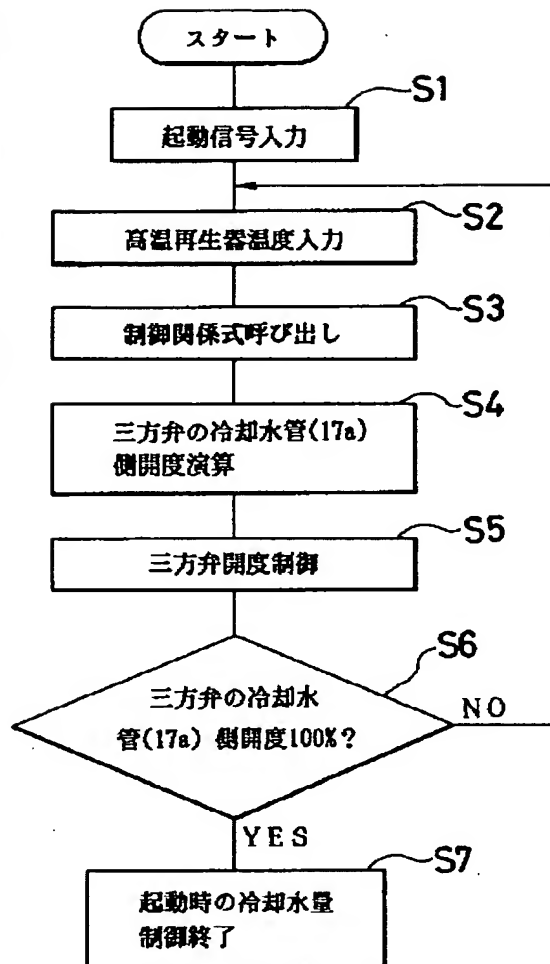 スタート
S1
起動信号入力
S2
高温再生器温度入力
S3
制御関係式呼び出し
S4
三方弁の冷却水管(17a)
側開度演算
S5
三方弁開度制御
S6
三方弁の冷却水
管(17a) 側開度100%?
NO
YES
S7
起動時の冷却水量
制御終了